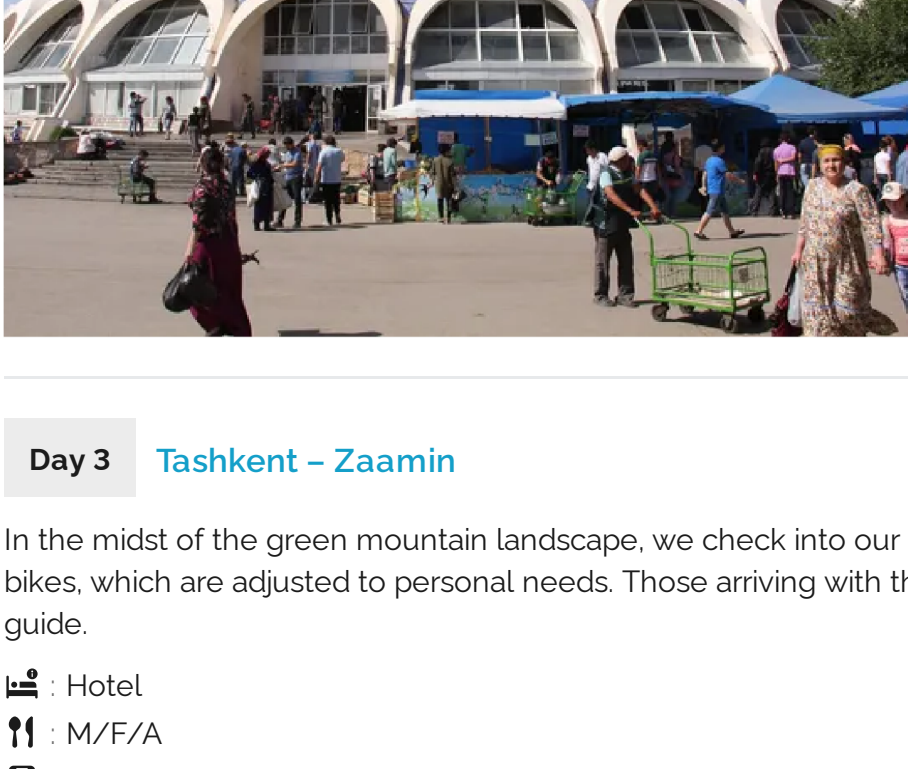 Day 3
Tashkent – Zaamin
In the midst of the green mountain landscape, we check into our
bikes, which are adjusted to personal needs. Those arriving with
guide.
: Hotel
: M/F/A